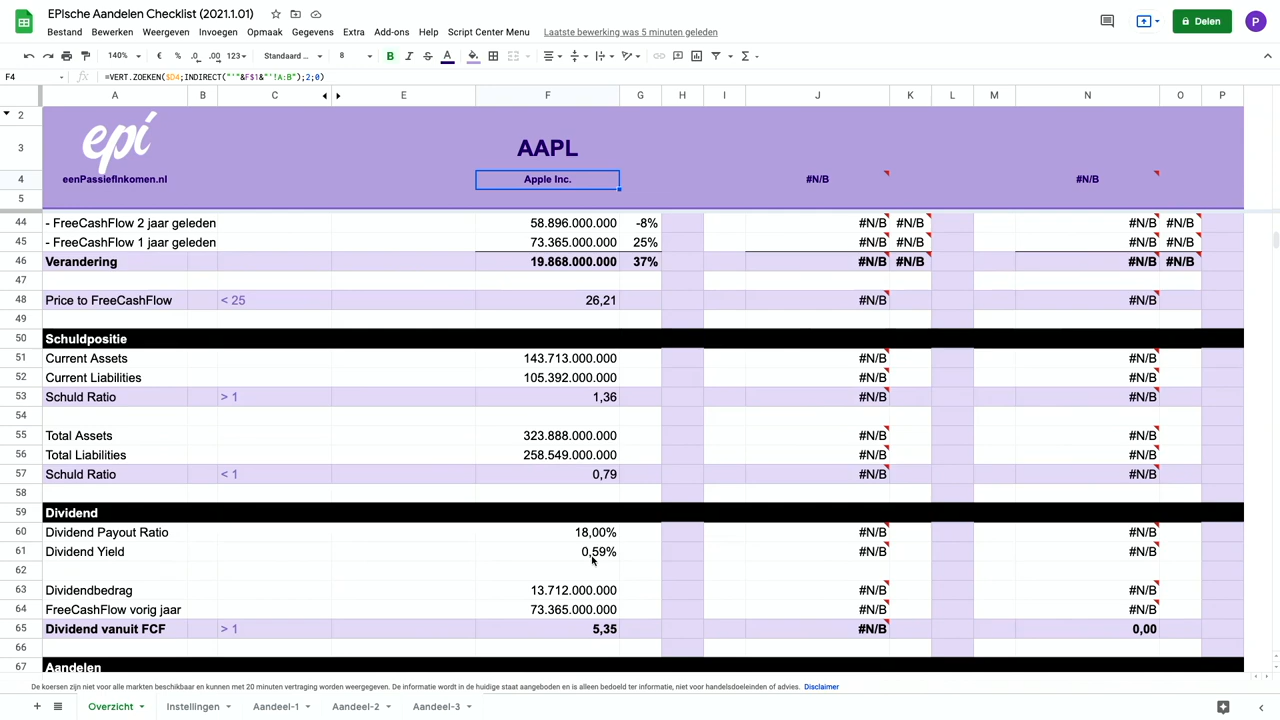 EPIsche Aandelen Checklist (2021.1.01)
Delen
P
Bestand Bewerken Weergeven Invoegen Opmaak Gegevens Extra Add-ons Help Script Center Menu Laatste bewerking was 5 minuten geleden
140% € % .0 .00 123 Standaard ... 8 B I S A
F4 fx =VERT.ZOEKEN($D4;INDIRECT("'"&F$1&"'!A:B");2;0)
A B C E F G H I J K L M N O P
2
3 epi AAPL
4 eenPassiefInkomen.nl Apple Inc. #N/B #N/B
5
44 - FreeCashFlow 2 jaar geleden 58.896.000.000 -8% #N/B #N/B #N/B #N/B
45 - FreeCashFlow 1 jaar geleden 73.365.000.000 25% #N/B #N/B #N/B #N/B
46 Verandering 19.868.000.000 37% #N/B #N/B #N/B #N/B
47
48 Price to FreeCashFlow < 25 26,21 #N/B #N/B
49
50 Schuldpositie
51 Current Assets 143.713.000.000 #N/B #N/B
52 Current Liabilities 105.392.000.000 #N/B #N/B
53 Schuld Ratio > 1 1,36 #N/B #N/B
54
55 Total Assets 323.888.000.000 #N/B #N/B
56 Total Liabilities 258.549.000.000 #N/B #N/B
57 Schuld Ratio < 1 0,79 #N/B #N/B
58
59 Dividend
60 Dividend Payout Ratio 18,00% #N/B #N/B
61 Dividend Yield 0,59% #N/B #N/B
62
63 Dividendbedrag 13.712.000.000 #N/B #N/B
64 FreeCashFlow vorig jaar 73.365.000.000 #N/B #N/B
65 Dividend vanuit FCF > 1 5,35 #N/B 0,00
66
67 Aandelen
De koersen zijn niet voor alle markten beschikbaar en kunnen met 20 minuten vertraging worden weergegeven. De informatie wordt in de huidige staat aangeboden en is alleen bedoeld ter informatie, niet voor handelsdoeleinden of advies. Disclaimer
Overzicht Instellingen Aandeel-1 Aandeel-2 Aandeel-3